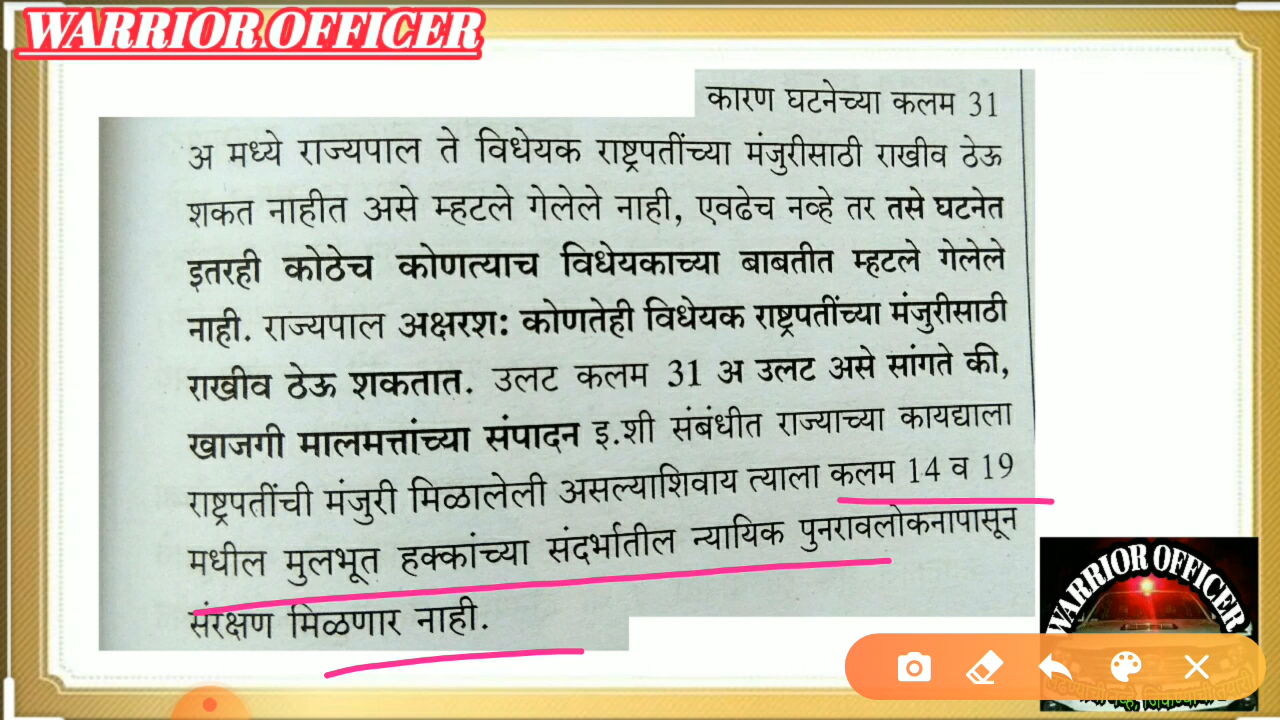 WARRIOR OFFICER
कारण घटनेच्या कलम 31
अ मध्ये राज्यपाल ते विधेयक राष्ट्रपतींच्या मंजुरीसाठी राखीव ठेऊ
शकत नाहीत असे म्हटले गेलेले नाही, एवढेच नव्हे तर तसे घटनेत
इतरही कोठेच कोणत्याच विधेयकाच्या बाबतीत म्हटले गेलेले
नाही. राज्यपाल अक्षरश: कोणतेही विधेयक राष्ट्रपतींच्या मंजुरीसाठी
राखीव ठेऊ शकतात. उलट कलम 31 अ उलट असे सांगते की,
खाजगी मालमत्तांच्या संपादन इ.शी संबंधीत राज्याच्या कायद्याला
राष्ट्रपतींची मंजुरी मिळालेली असल्याशिवाय त्याला कलम 14 व 19
मधील मुलभूत हक्कांच्या संदर्भातील न्यायिक पुनरावलोकनापासून
संरक्षण मिळणार नाही.
WARRIOR OFFICER